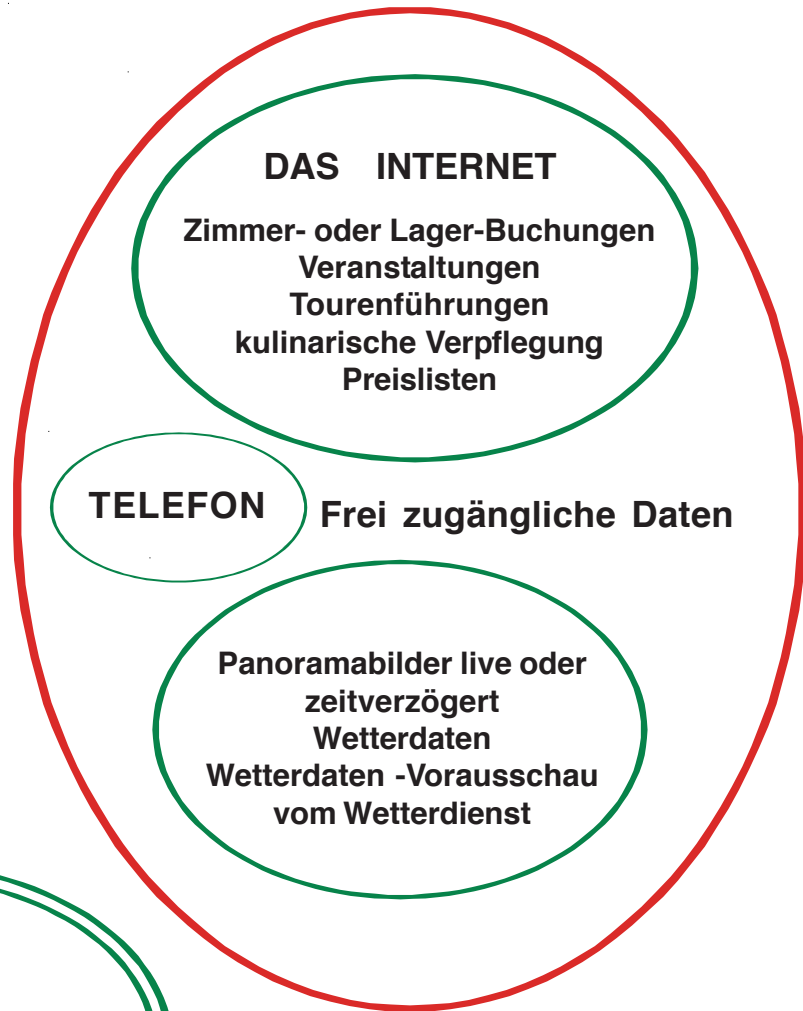 DAS INTERNET
Zimmer- oder Lager-Buchungen
Veranstaltungen
Tourenführungen
kulinarische Verpflegung
Preislisten
TELEFON
Frei zugängliche Daten
Panoramabilder live oder
zeitverzögert
Wetterdaten
Wetterdaten -Vorausschau
vom Wetterdienst